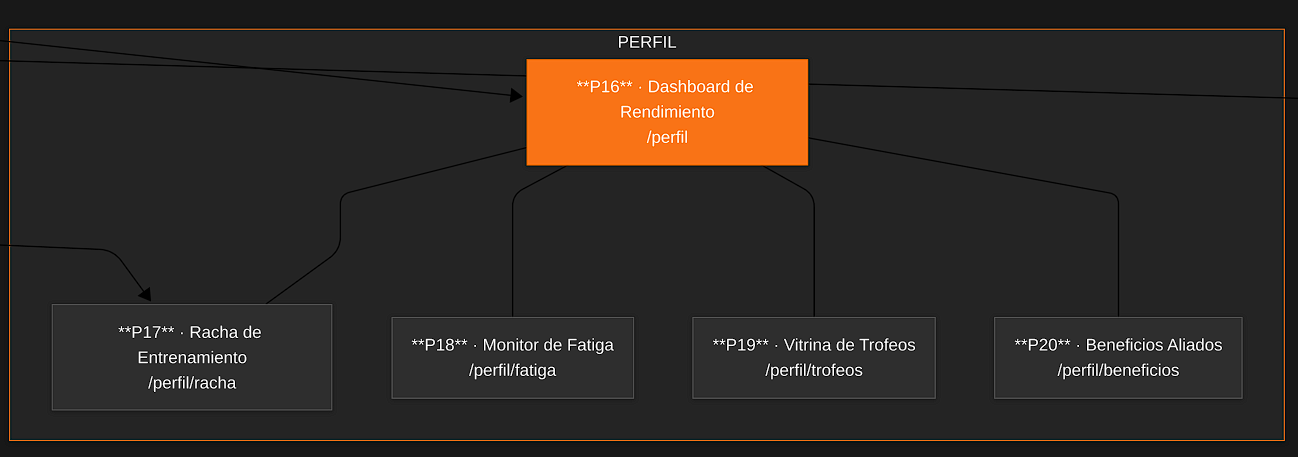 PERFIL
**P16** · Dashboard de
Rendimiento
/perfil
**P17** · Racha de
Entrenamiento
/perfil/racha
**P18** · Monitor de Fatiga
/perfil/fatiga
**P19** · Vitrina de Trofeos
/perfil/trofeos
**P20** · Beneficios Aliados
/perfil/beneficios